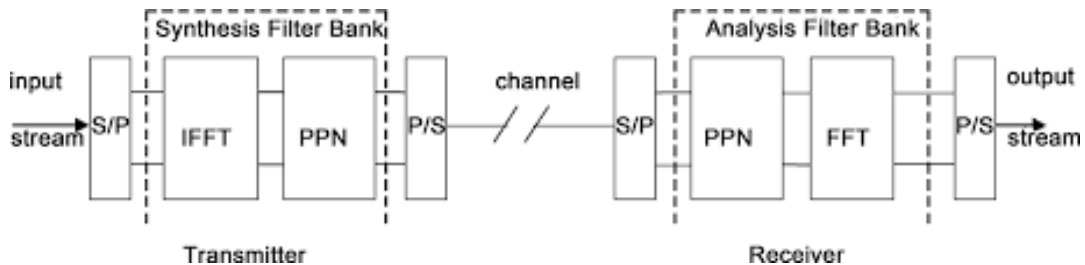 Synthesis Filter Bank
Analysis Filter Bank
input
stream
S/P
IFFT
PPN
P/S
channel
S/P
PPN
FFT
P/S
output
stream
Transmitter
Receiver